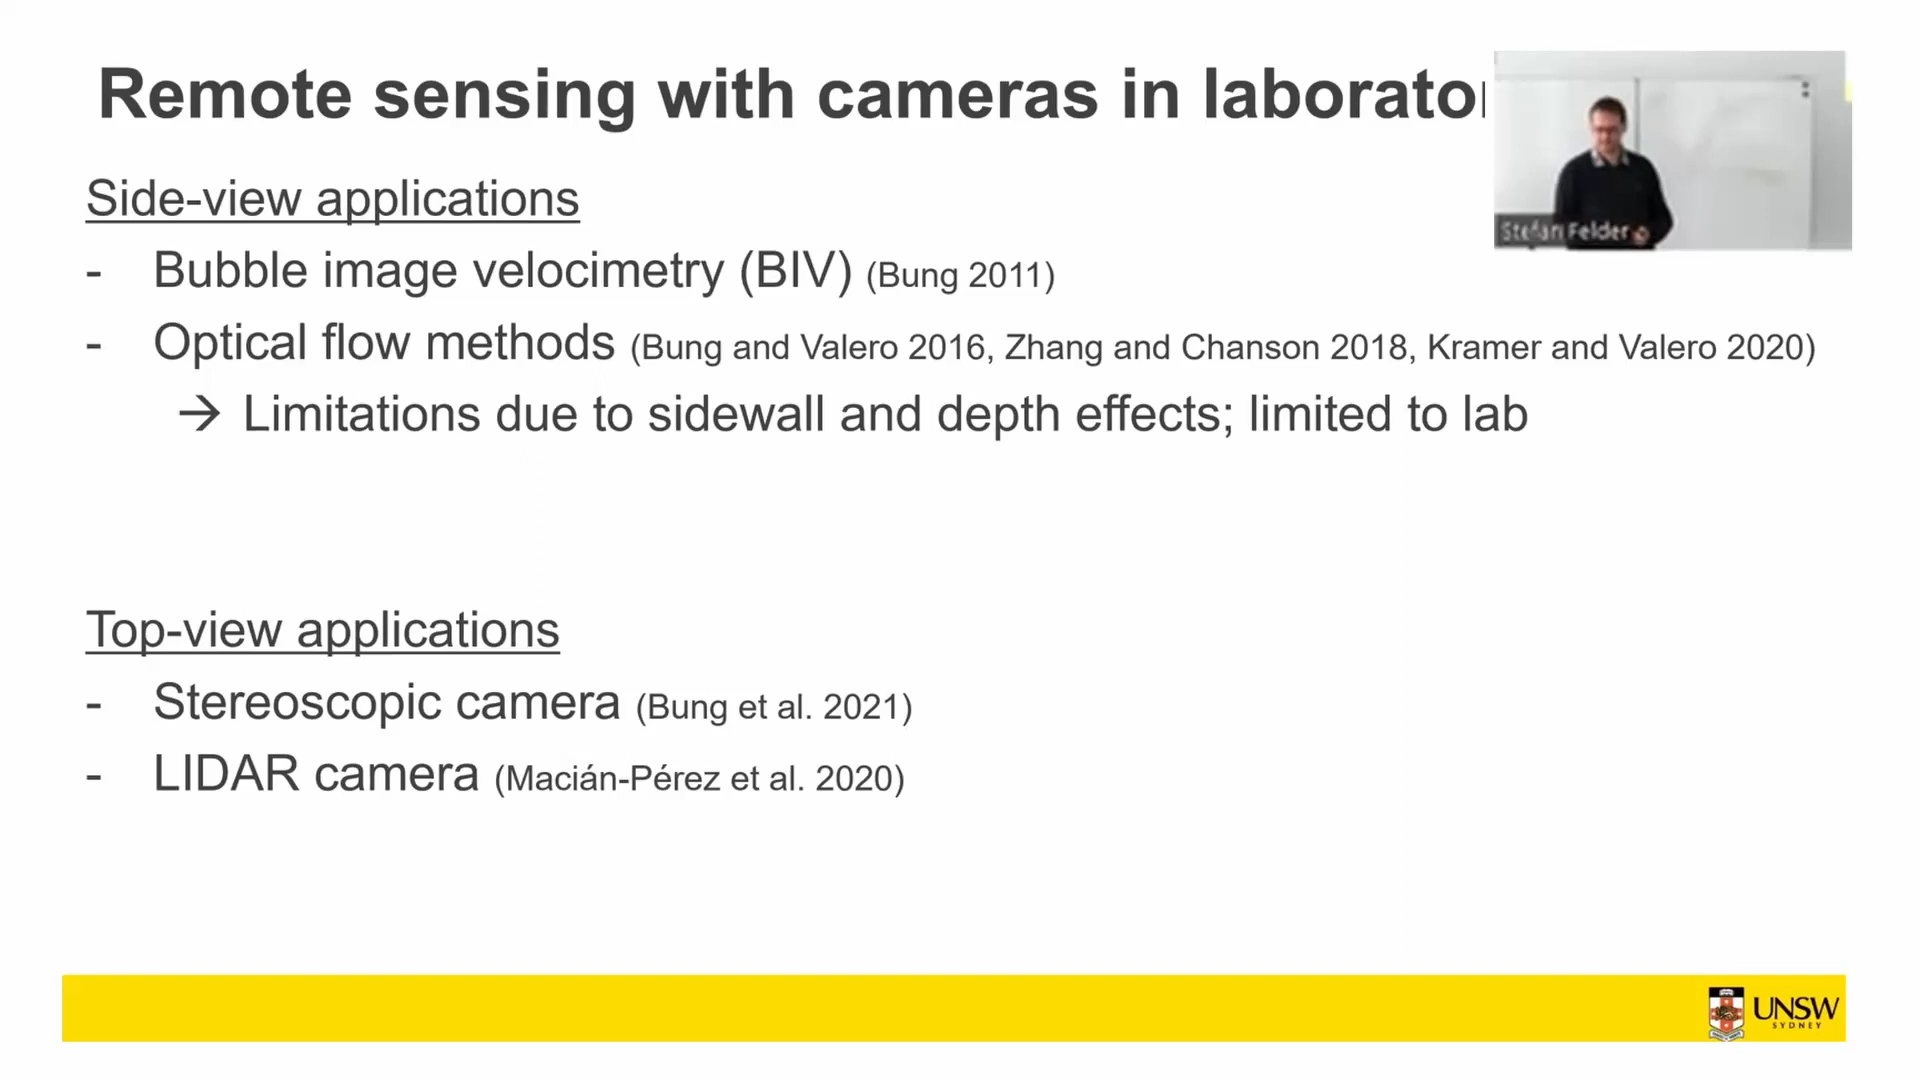 Remote sensing with cameras in laborator
Stefan Felder
Side-view applications
- Bubble image velocimetry (BIV) (Bung 2011)
- Optical flow methods (Bung and Valero 2016, Zhang and Chanson 2018, Kramer and Valero 2020)
→ Limitations due to sidewall and depth effects; limited to lab
Top-view applications
- Stereoscopic camera (Bung et al. 2021)
- LIDAR camera (Macián-Pérez et al. 2020)
UNSW
SYDNEY